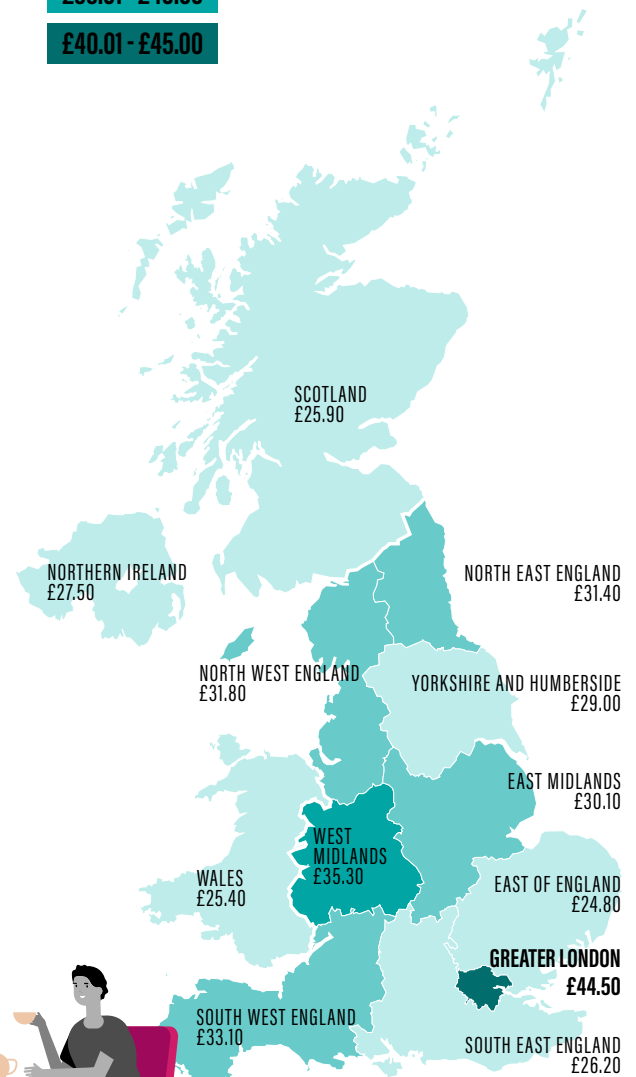 £40.01 - £45.00
SCOTLAND
£25.90
NORTHERN IRELAND
£27.50
NORTH EAST ENGLAND
£31.40
NORTH WEST ENGLAND
£31.80
YORKSHIRE AND HUMBERSIDE
£29.00
EAST MIDLANDS
£30.10
WEST
MIDLANDS
£35.30
WALES
£25.40
EAST OF ENGLAND
£24.80
GREATER LONDON
£44.50
SOUTH WEST ENGLAND
£33.10
SOUTH EAST ENGLAND
£26.20